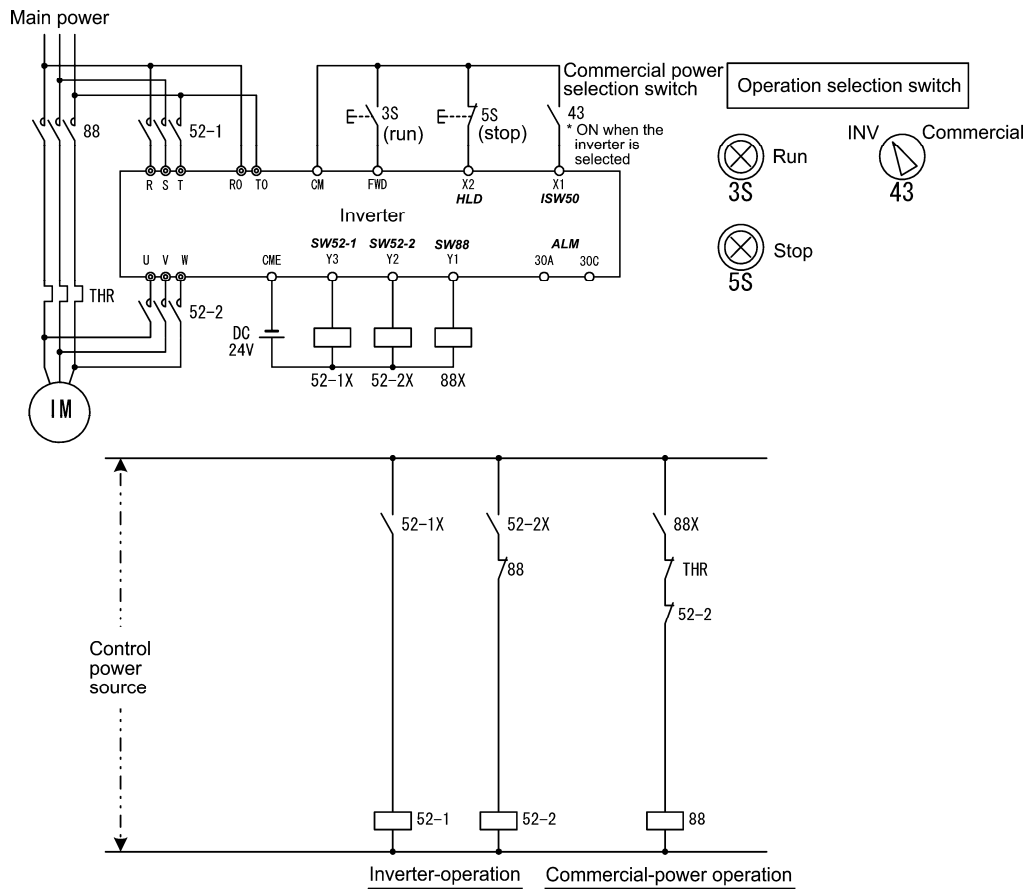 Main power
88
52-1
3S
(run)
5S
(stop)
Commercial power
selection switch
43
* ON when the
inverter is
selected
Operation selection switch
Run
3S
INV
Commercial
43
Stop
5S
R S T
R0 T0
CM
FWD
X2
HLD
X1
ISW50
Inverter
SW52-1
SW52-2
SW88
ALM
U V W
CME
Y3
Y2
Y1
30A
30C
THR
52-2
DC
24V
52-1X
52-2X
88X
IM
52-1X
52-2X
88X
88
THR
52-2
Control
power
source
52-1
52-2
88
Inverter-operation
Commercial-power operation